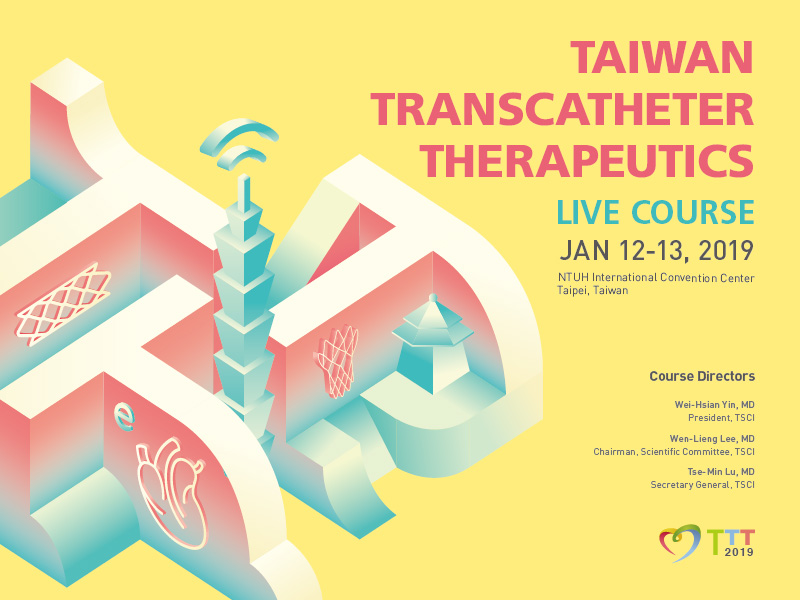 TAIWAN
TRANSCATHETER
THERAPEUTICS
LIVE COURSE
JAN 12-13, 2019
NTUH International Convention Center
Taipei, Taiwan
Course Directors
Wei-Hsian Yin, MD
President, TSCI
Wen-Lieng Lee, MD
Chairman, Scientific Committee, TSCI
Tse-Min Lu, MD
Secretary General, TSCI
e
TTT
2019